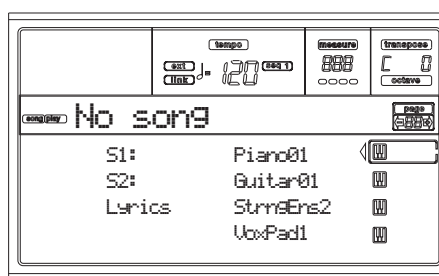 tempo measure transpose
ext link = 120 seq 1 888 C 0
octave
song play No song page
S1: Piano01
S2: Guitar01
Lyrics StrngEns2
VoxPad1